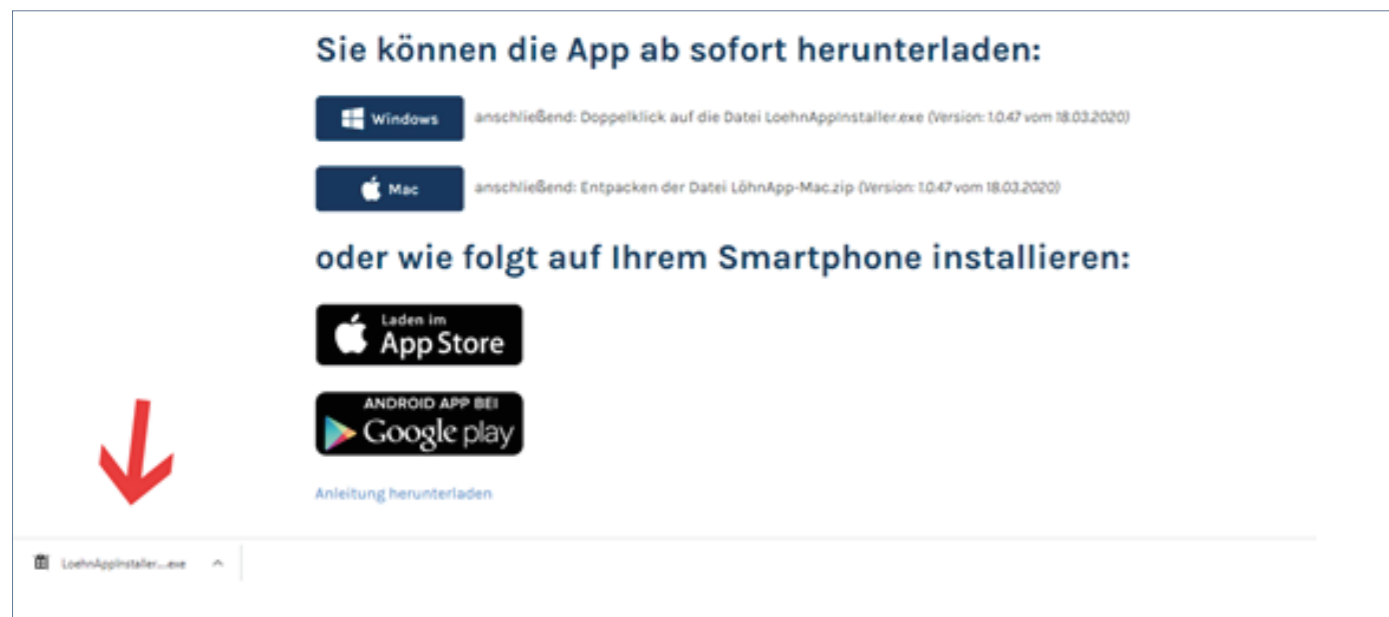 Sie können die App ab sofort herunterladen:
Windows anschließend: Doppelklick auf die Datei LoehnAppInstaller.exe (Version: 1.0.47 vom 18.03.2020)
Mac anschließend: Entpacken der Datei LöhnApp-Mac.zip (Version: 1.0.47 vom 18.03.2020)
oder wie folgt auf Ihrem Smartphone installieren:
Laden im
App Store
ANDROID APP BEI
Google play
Anleitung herunterladen
LoehnAppInstaller....exe